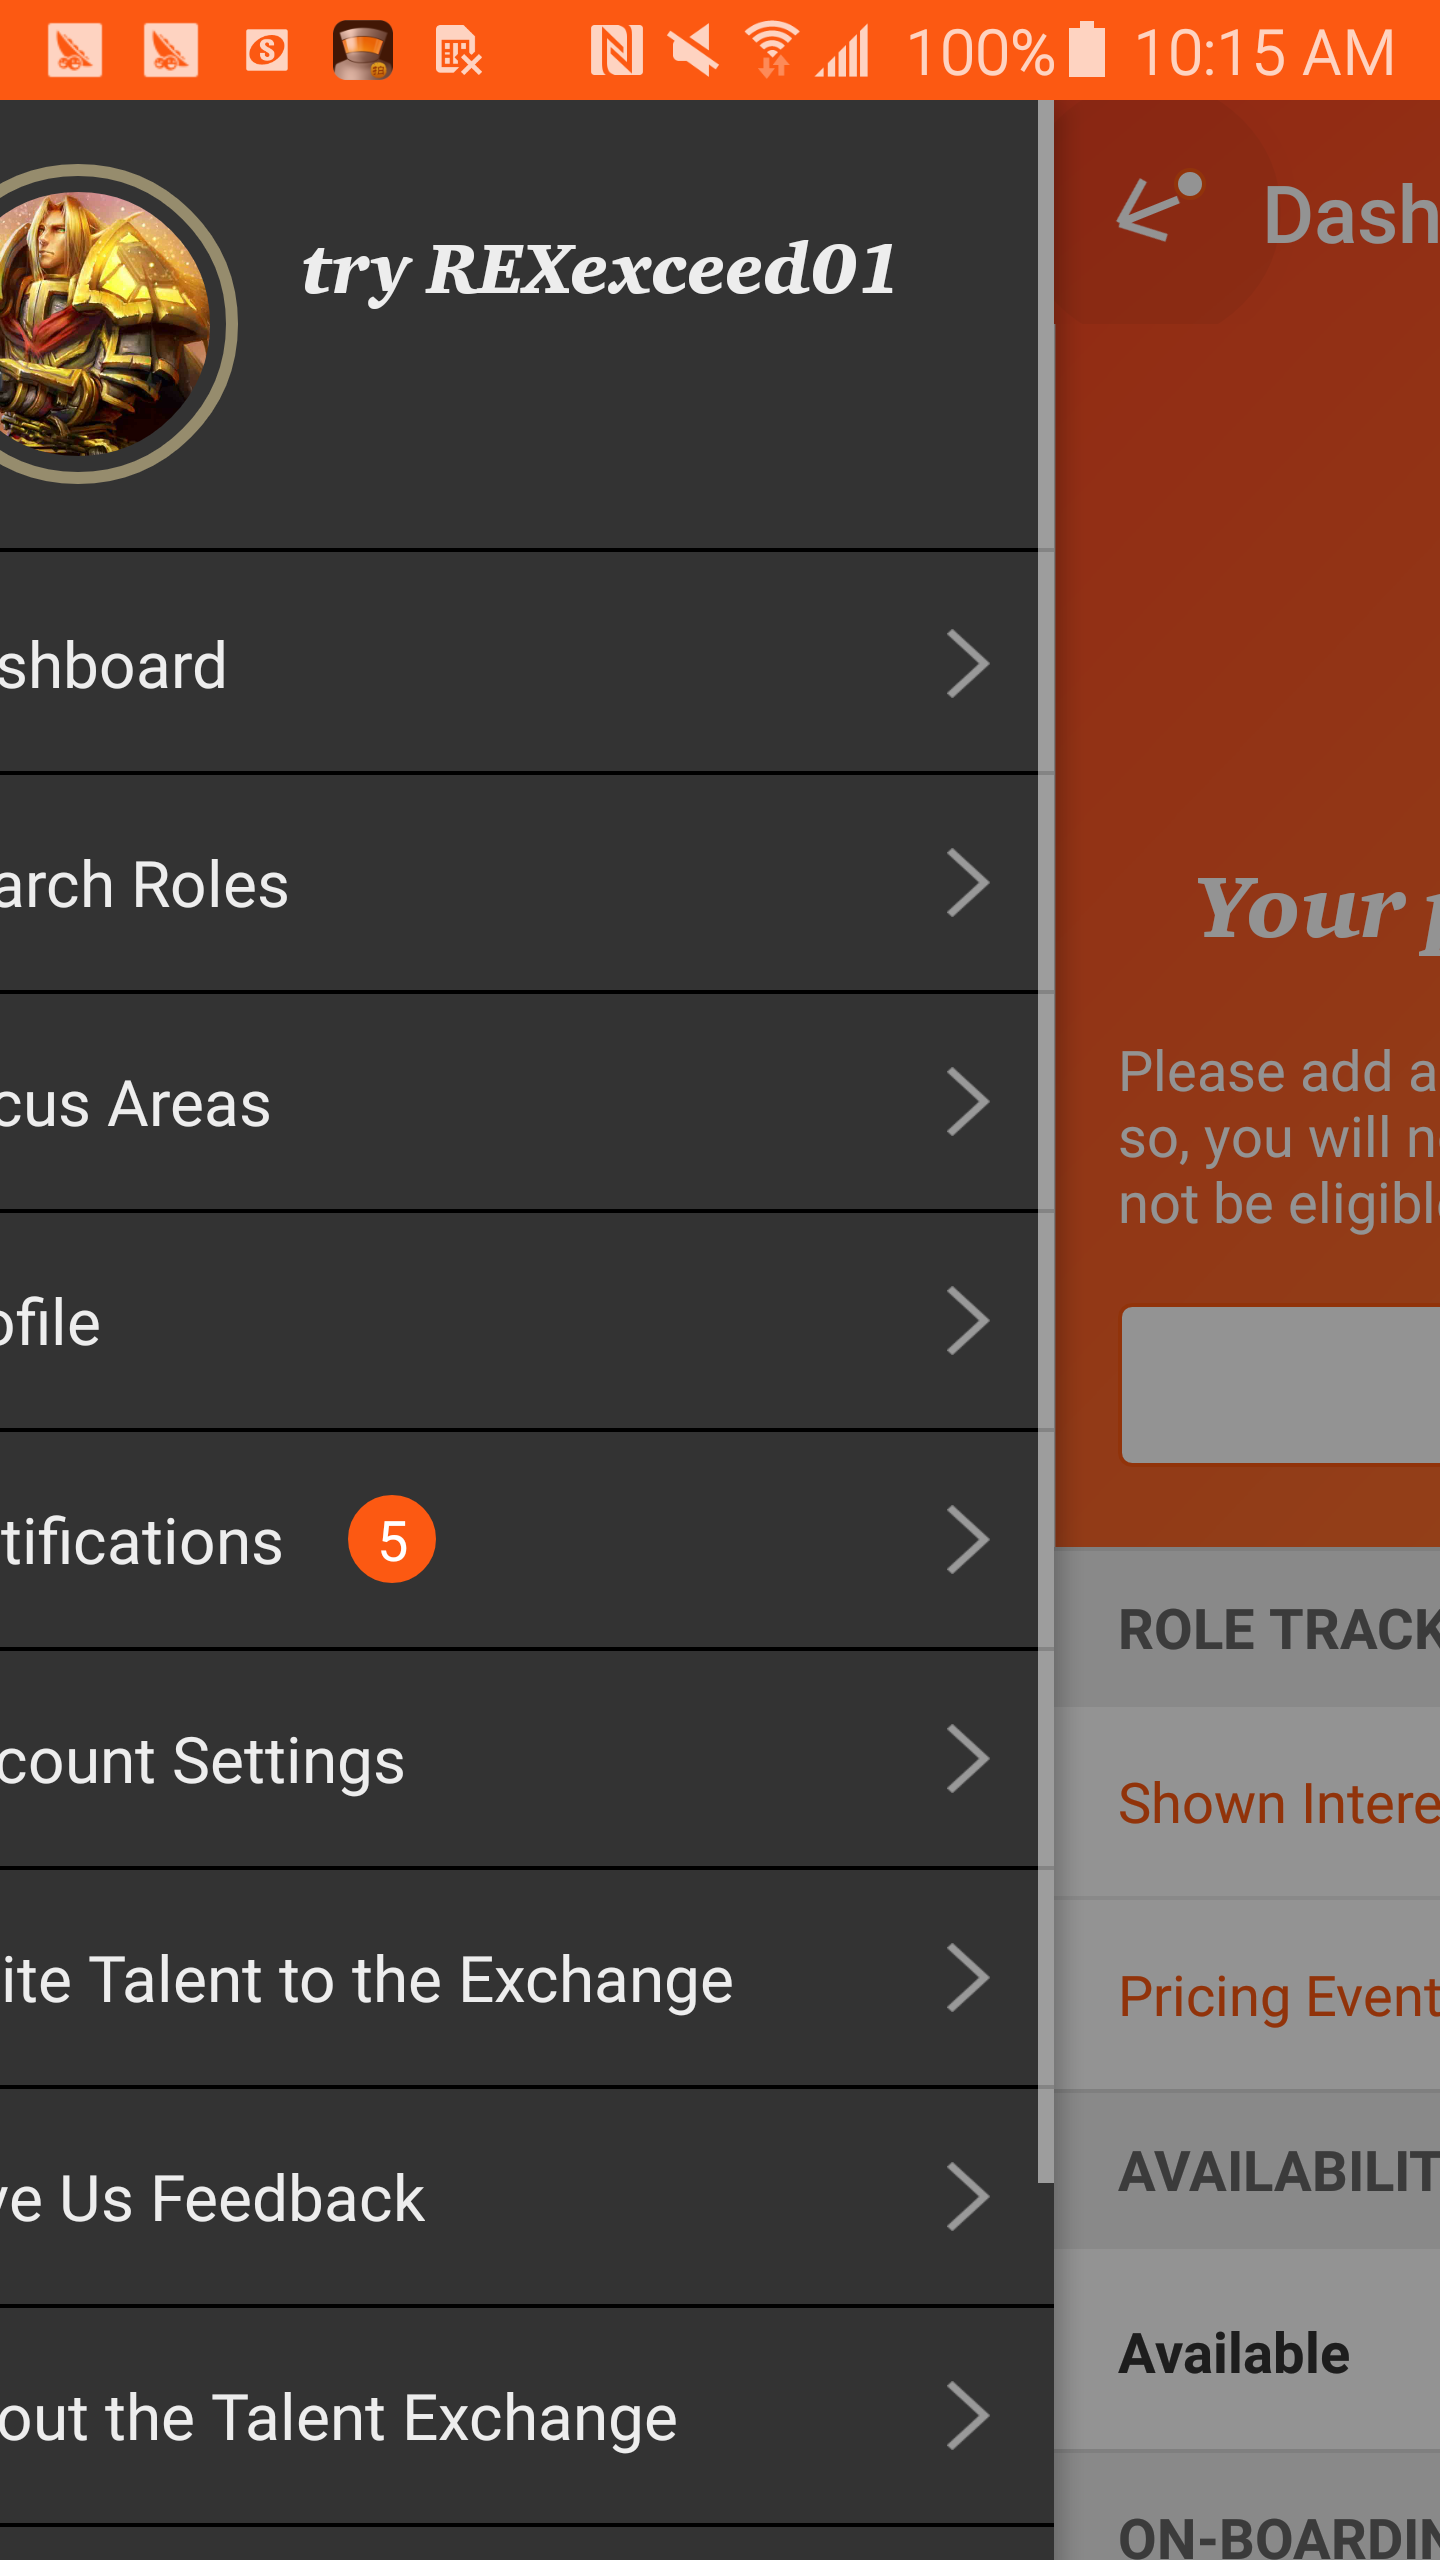 100% 10:15 AM
try REXexceed01
Dash
shboard
arch Roles
cus Areas
ofile
tifications 5
count Settings
ite Talent to the Exchange
ve Us Feedback
out the Talent Exchange
Your p
Please add a
so, you will n
not be eligible
ROLE TRACK
Shown Intere
Pricing Event
AVAILABILIT
Available
ON-BOARDIN